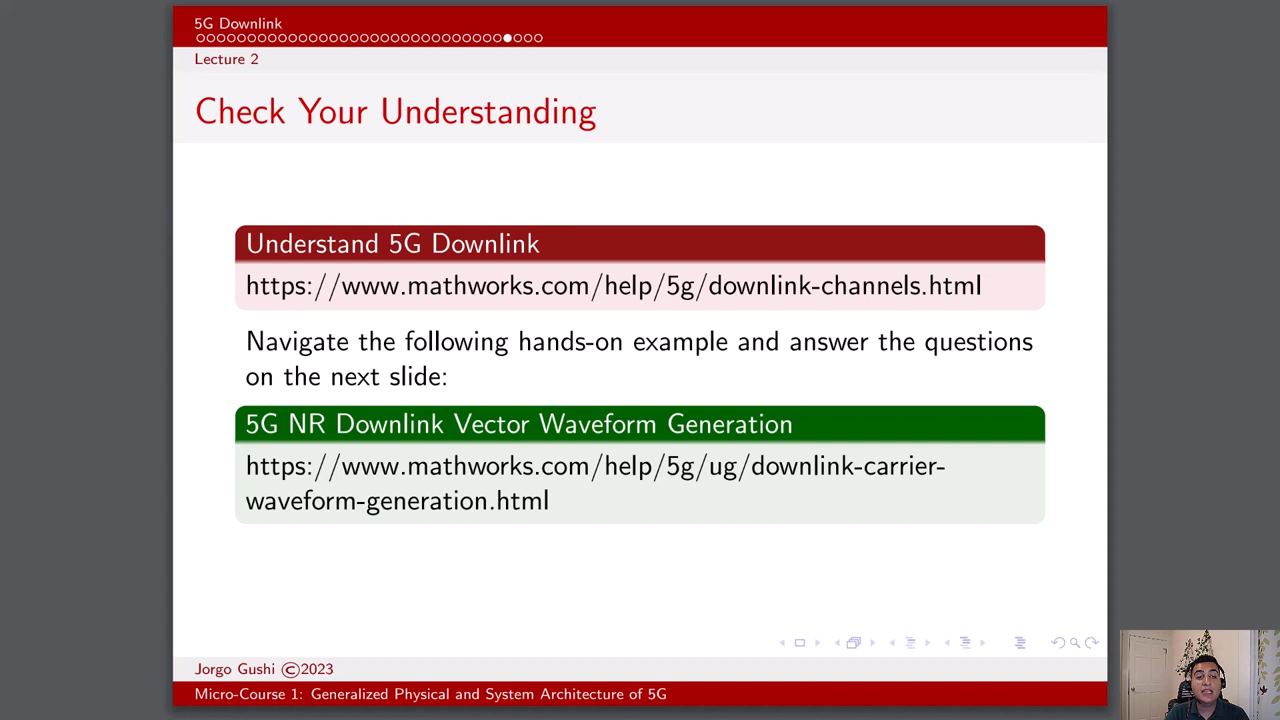 5G Downlink
Lecture 2
Check Your Understanding
Understand 5G Downlink
https://www.mathworks.com/help/5g/downlink-channels.html
Navigate the following hands-on example and answer the questions
on the next slide:
5G NR Downlink Vector Waveform Generation
https://www.mathworks.com/help/5g/ug/downlink-carrier-
waveform-generation.html
Jorgo Gushi ©2023
Micro-Course 1: Generalized Physical and System Architecture of 5G